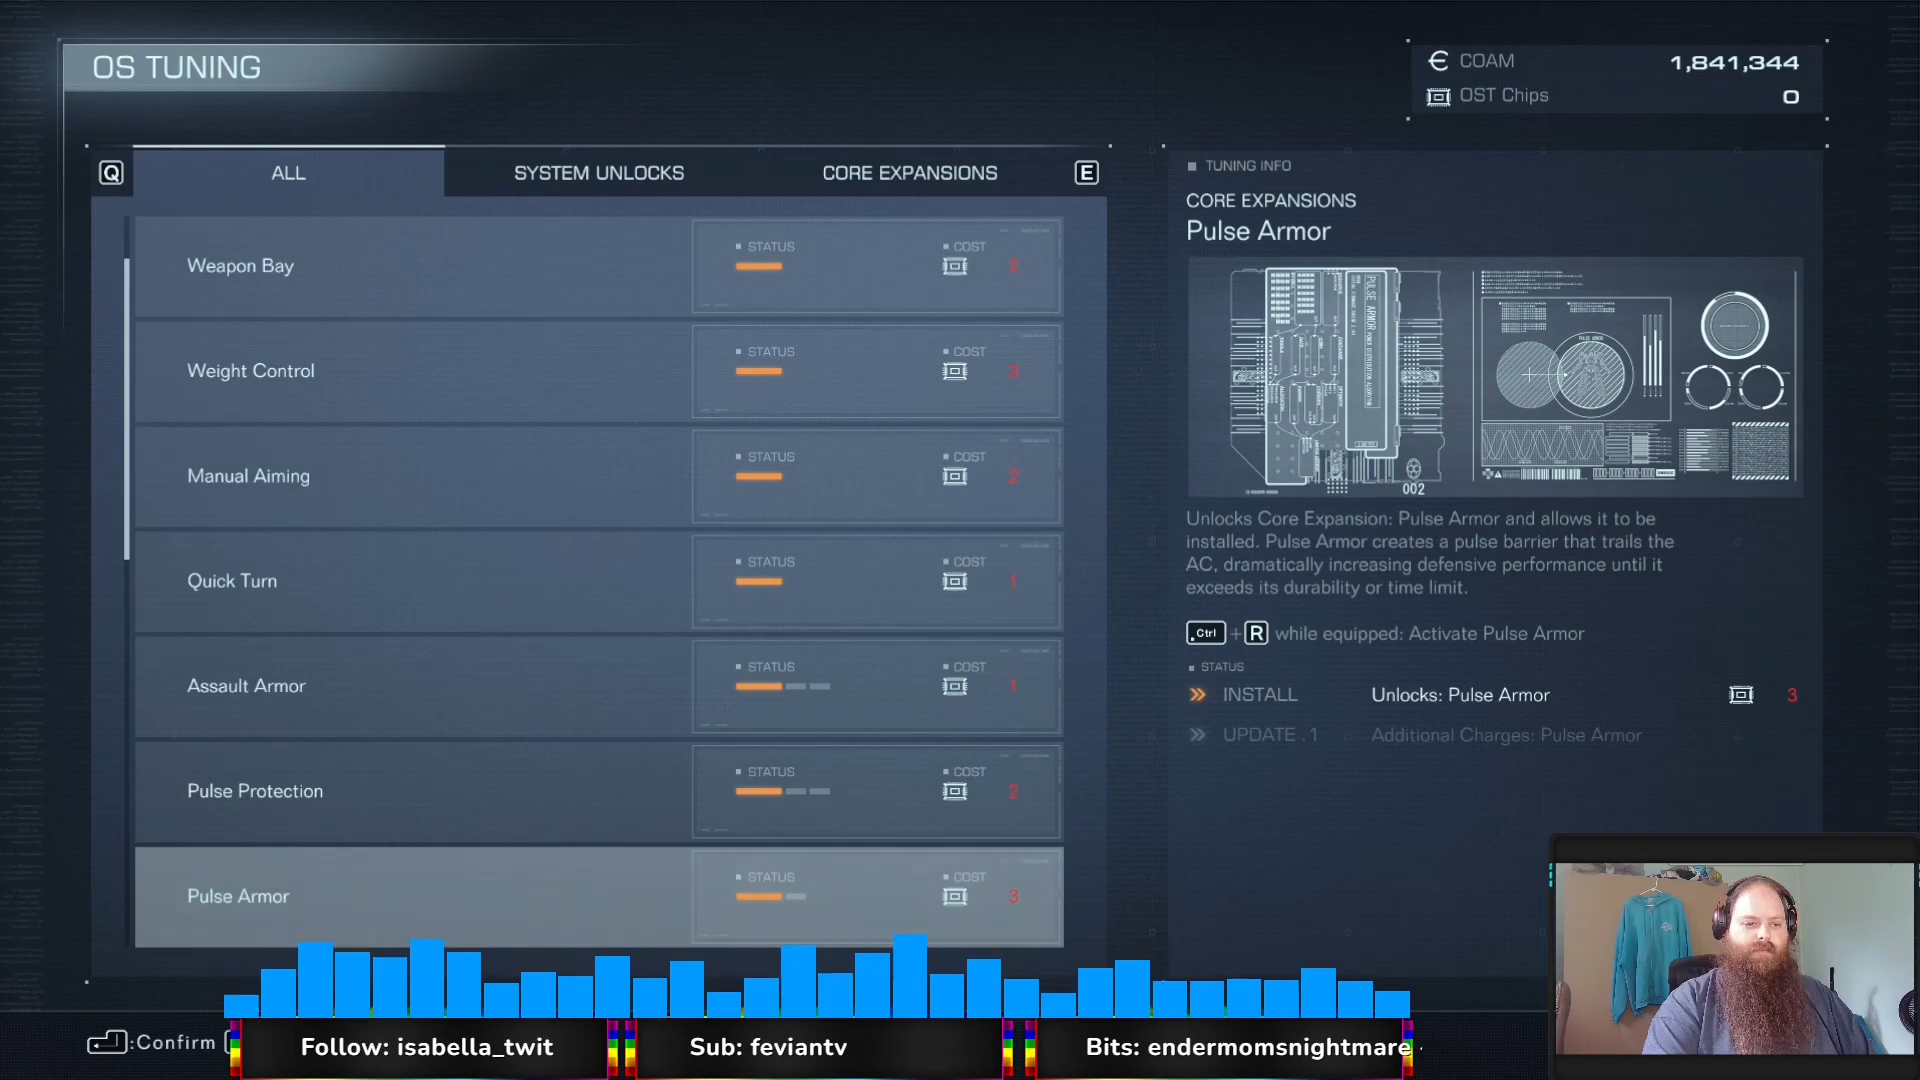 OS TUNING
COAM 1,841,344
OST Chips 0
Q ALL SYSTEM UNLOCKS CORE EXPANSIONS E
Weapon Bay STATUS COST 2
Weight Control STATUS COST 3
Manual Aiming STATUS COST 2
Quick Turn STATUS COST 1
Assault Armor STATUS COST 1
Pulse Protection STATUS COST 2
Pulse Armor STATUS COST 3
TUNING INFO
CORE EXPANSIONS
Pulse Armor
PULSE ARMOR
PULSE ARMOR
002
Unlocks Core Expansion: Pulse Armor and allows it to be
installed. Pulse Armor creates a pulse barrier that trails the
AC, dramatically increasing defensive performance until it
exceeds its durability or time limit.
Ctrl + R while equipped: Activate Pulse Armor
STATUS
INSTALL Unlocks: Pulse Armor 3
UPDATE . 1 Additional Charges: Pulse Armor
:Confirm
Follow: isabella_twit
Sub: feviantv
Bits: endermomsnightmare